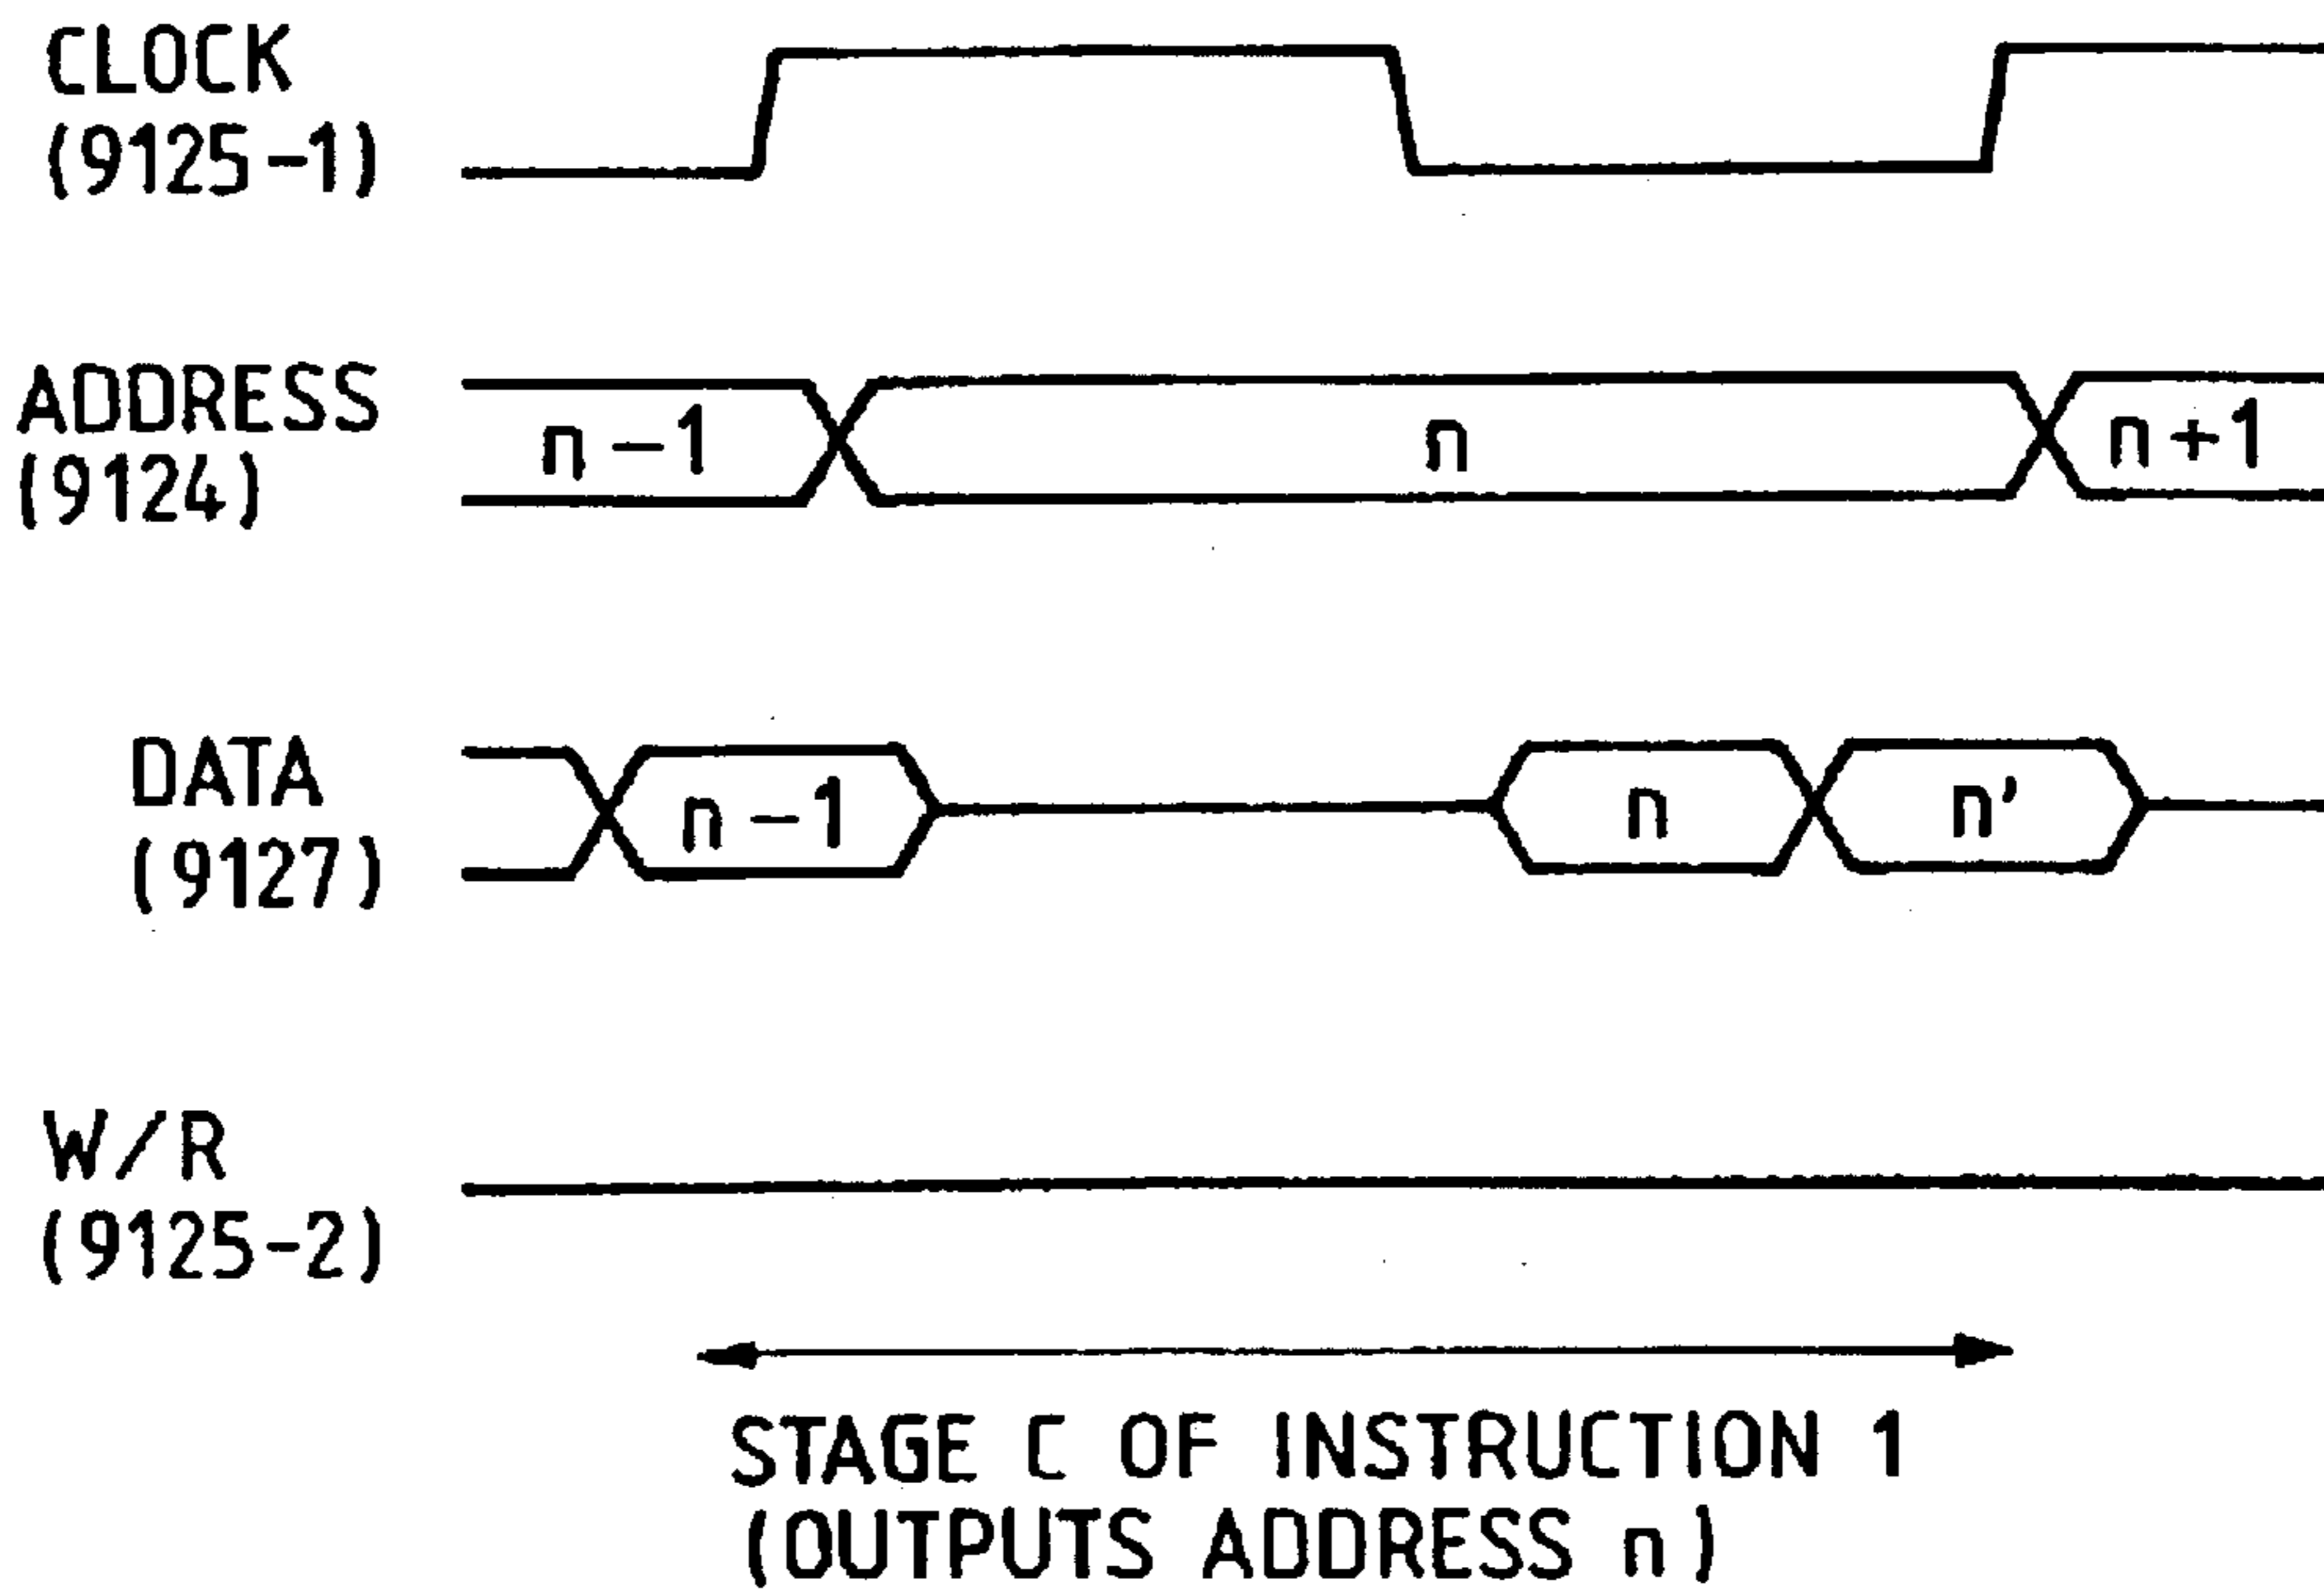 CLOCK
(9125-1)
ADDRESS
(9124)
n-1
n
n+1
DATA
(9127)
n-1
n
n'
W/R
(9125-2)
STAGE C OF INSTRUCTION 1
(OUTPUTS ADDRESS n)